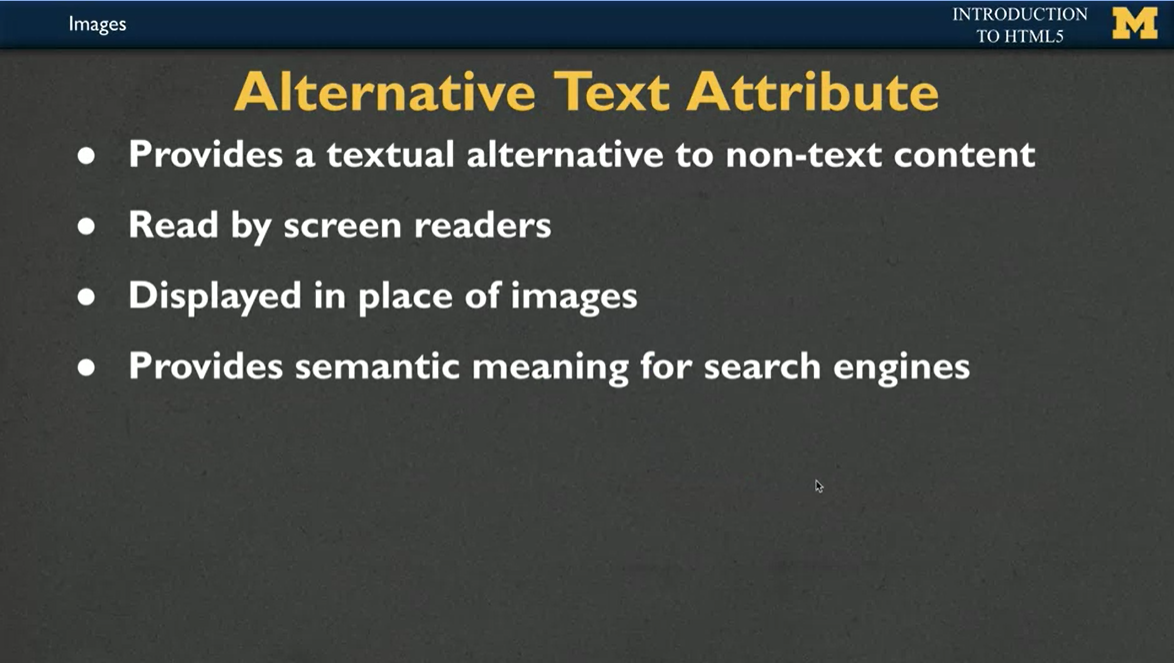 Images
INTRODUCTION
TO HTML5
M
Alternative Text Attribute
● Provides a textual alternative to non-text content
● Read by screen readers
● Displayed in place of images
● Provides semantic meaning for search engines